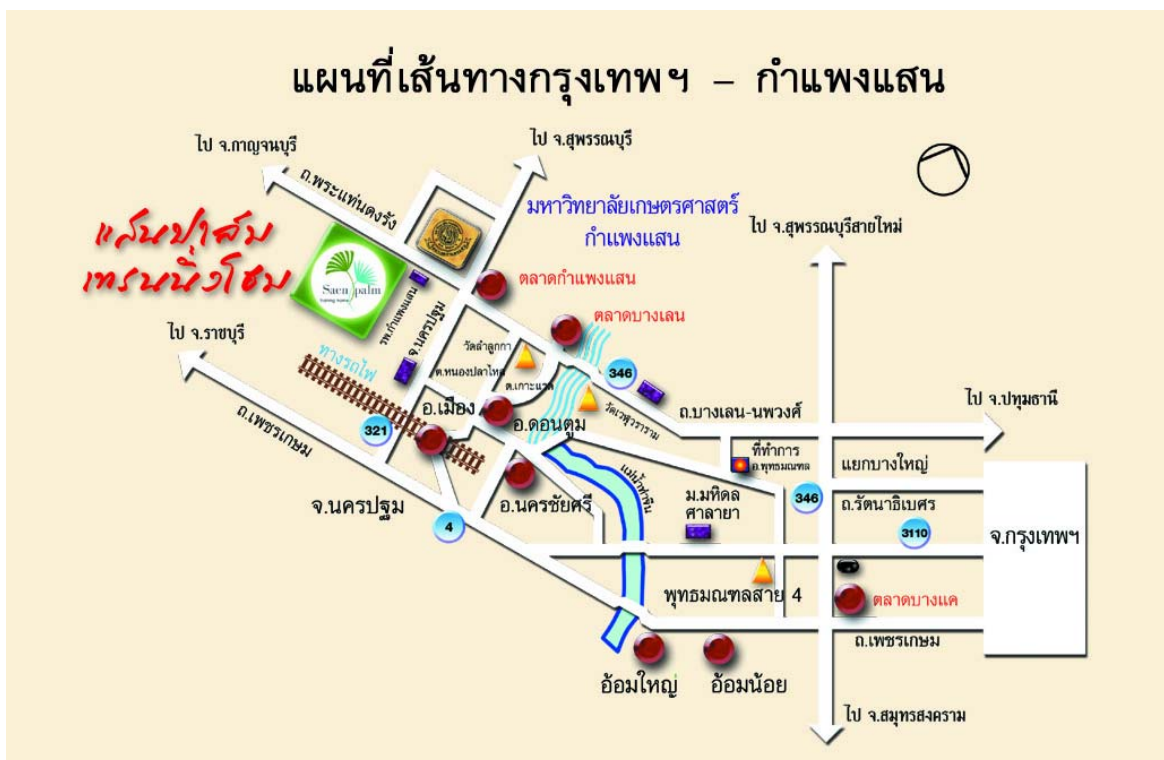 แผนที่เส้นทางกรุงเทพฯ – กำแพงแสน
ไป จ.กาญจนบุรี
ไป จ.สุพรรณบุรี
ถ.พระแท่นดงรัง
มหาวิทยาลัยเกษตรศาสตร์
กำแพงแสน
ไป จ.สุพรรณบุรีสายใหม่
แสนปาล์ม
เทรนนิ่งโฮม
Saen palm
training home
รพ.กำแพงแสน
ตลาดกำแพงแสน
ตลาดบางเลน
ไป จ.ราชบุรี
ทางรถไฟ
จ.นครปฐม
วัดลำลูกกา
ต.หนองปลาไหล
ต.เกาะแรต
346
วัดเวฬุวราราม
ถ.บางเลน-นพวงศ์
ไป จ.ปทุมธานี
ถ.เพชรเกษม
321
อ.เมือง
อ.ดอนตูม
ที่ทำการ
อ.พุทธมณฑล
แยกบางใหญ่
แม่น้ำท่าจีน
จ.นครปฐม
4
อ.นครชัยศรี
ม.มหิดล
ศาลายา
346
ถ.รัตนาธิเบศร
3110
จ.กรุงเทพฯ
พุทธมณฑลสาย 4
ตลาดบางแค
ถ.เพชรเกษม
อ้อมใหญ่
อ้อมน้อย
ไป จ.สมุทรสงคราม